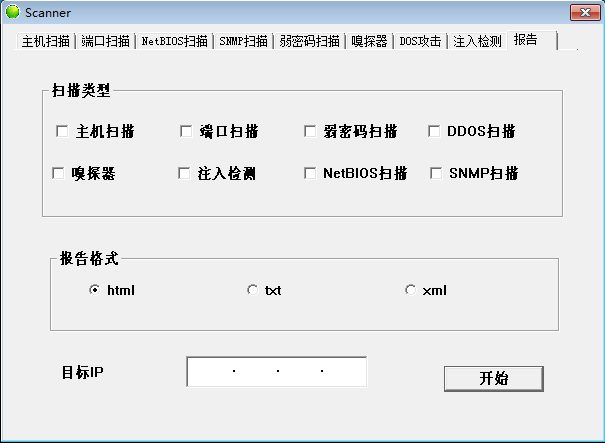 Scanner
主机扫描 端口扫描 NetBIOS扫描 SNMP扫描 弱密码扫描 嗅探器 DOS攻击 注入检测 报告
扫描类型
主机扫描 端口扫描 弱密码扫描 DDOS扫描
嗅探器 注入检测 NetBIOS扫描 SNMP扫描
报告格式
html txt xml
目标IP . . . 开始